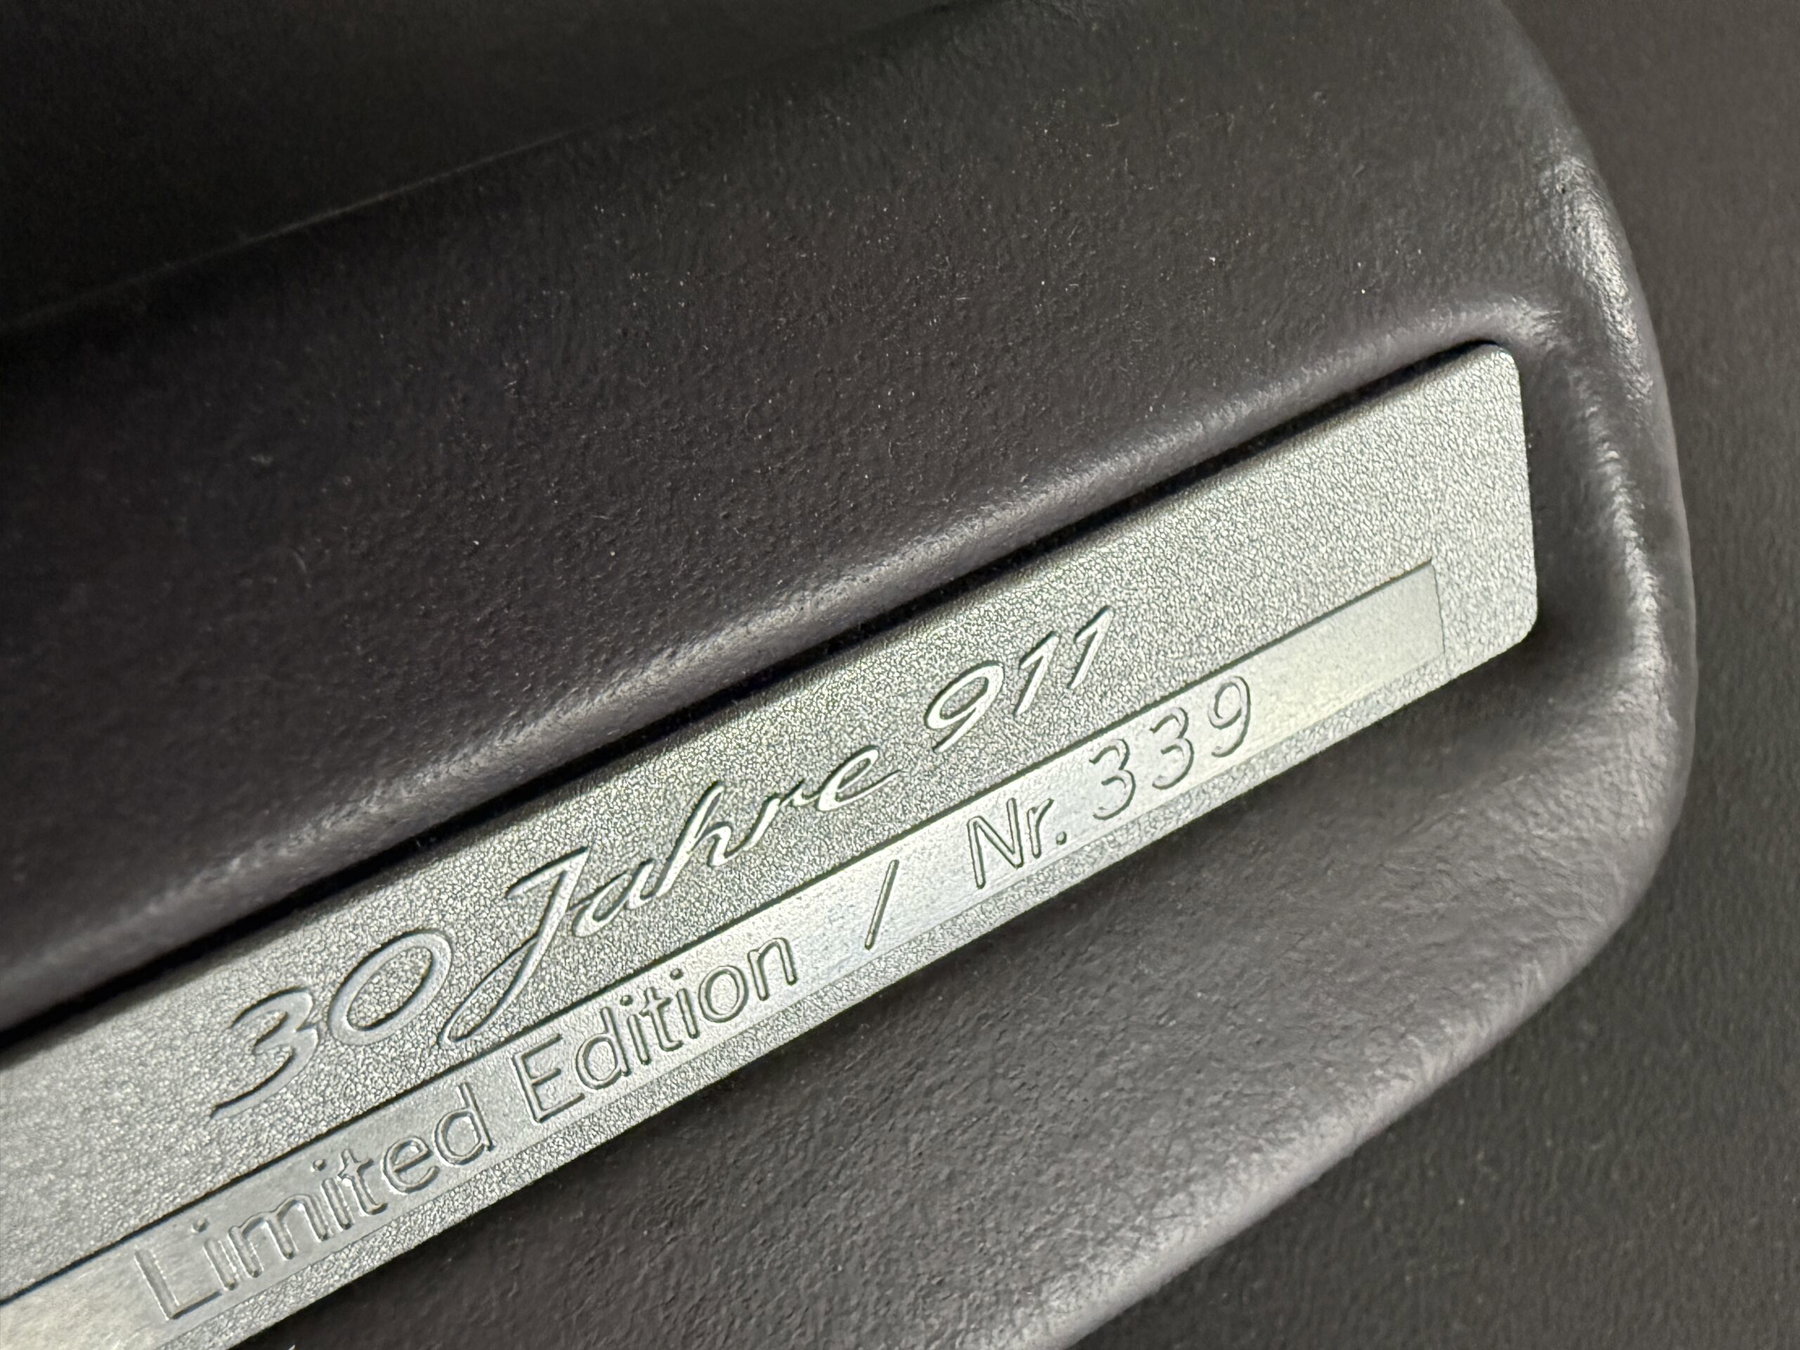 30 Jahre 911
Limited Edition / Nr. 339